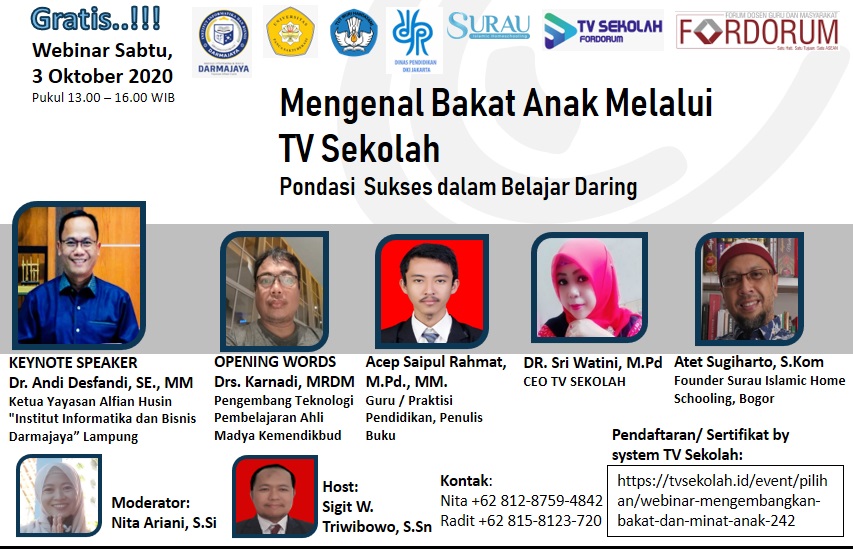 Gratis..!!!
Webinar Sabtu,
3 Oktober 2020
Pukul 13.00 – 16.00 WIB
DARMAJAYA
DINAS PENDIDIKAN
DKI JAKARTA
SURAU
Islamic Homeschooling
TV SEKOLAH
FORDORUM
FORUM DOSEN GURU DAN MASYARAKAT
FORDORUM
Mengenal Bakat Anak Melalui
TV Sekolah
Pondasi Sukses dalam Belajar Daring
KEYNOTE SPEAKER
Dr. Andi Desfandi, SE., MM
Ketua Yayasan Alfian Husin
"Institut Informatika dan Bisnis
Darmajaya” Lampung
OPENING WORDS
Drs. Karnadi, MRDM
Pengembang Teknologi
Pembelajaran Ahli
Madya Kemendikbud
Acep Saipul Rahmat,
M.Pd., MM.
Guru / Praktisi
Pendidikan, Penulis
Buku
DR. Sri Watini, M.Pd
CEO TV SEKOLAH
Atet Sugiharto, S.Kom
Founder Surau Islamic Home
Schooling, Bogor
Moderator:
Nita Ariani, S.Si
Host:
Sigit W.
Triwibowo, S.Sn
Kontak:
Nita +62 812-8759-4842
Radit +62 815-8123-720
Pendaftaran/ Sertifikat by
system TV Sekolah:
https://tvsekolah.id/event/pilih
an/webinar-mengembangkan-
bakat-dan-minat-anak-242